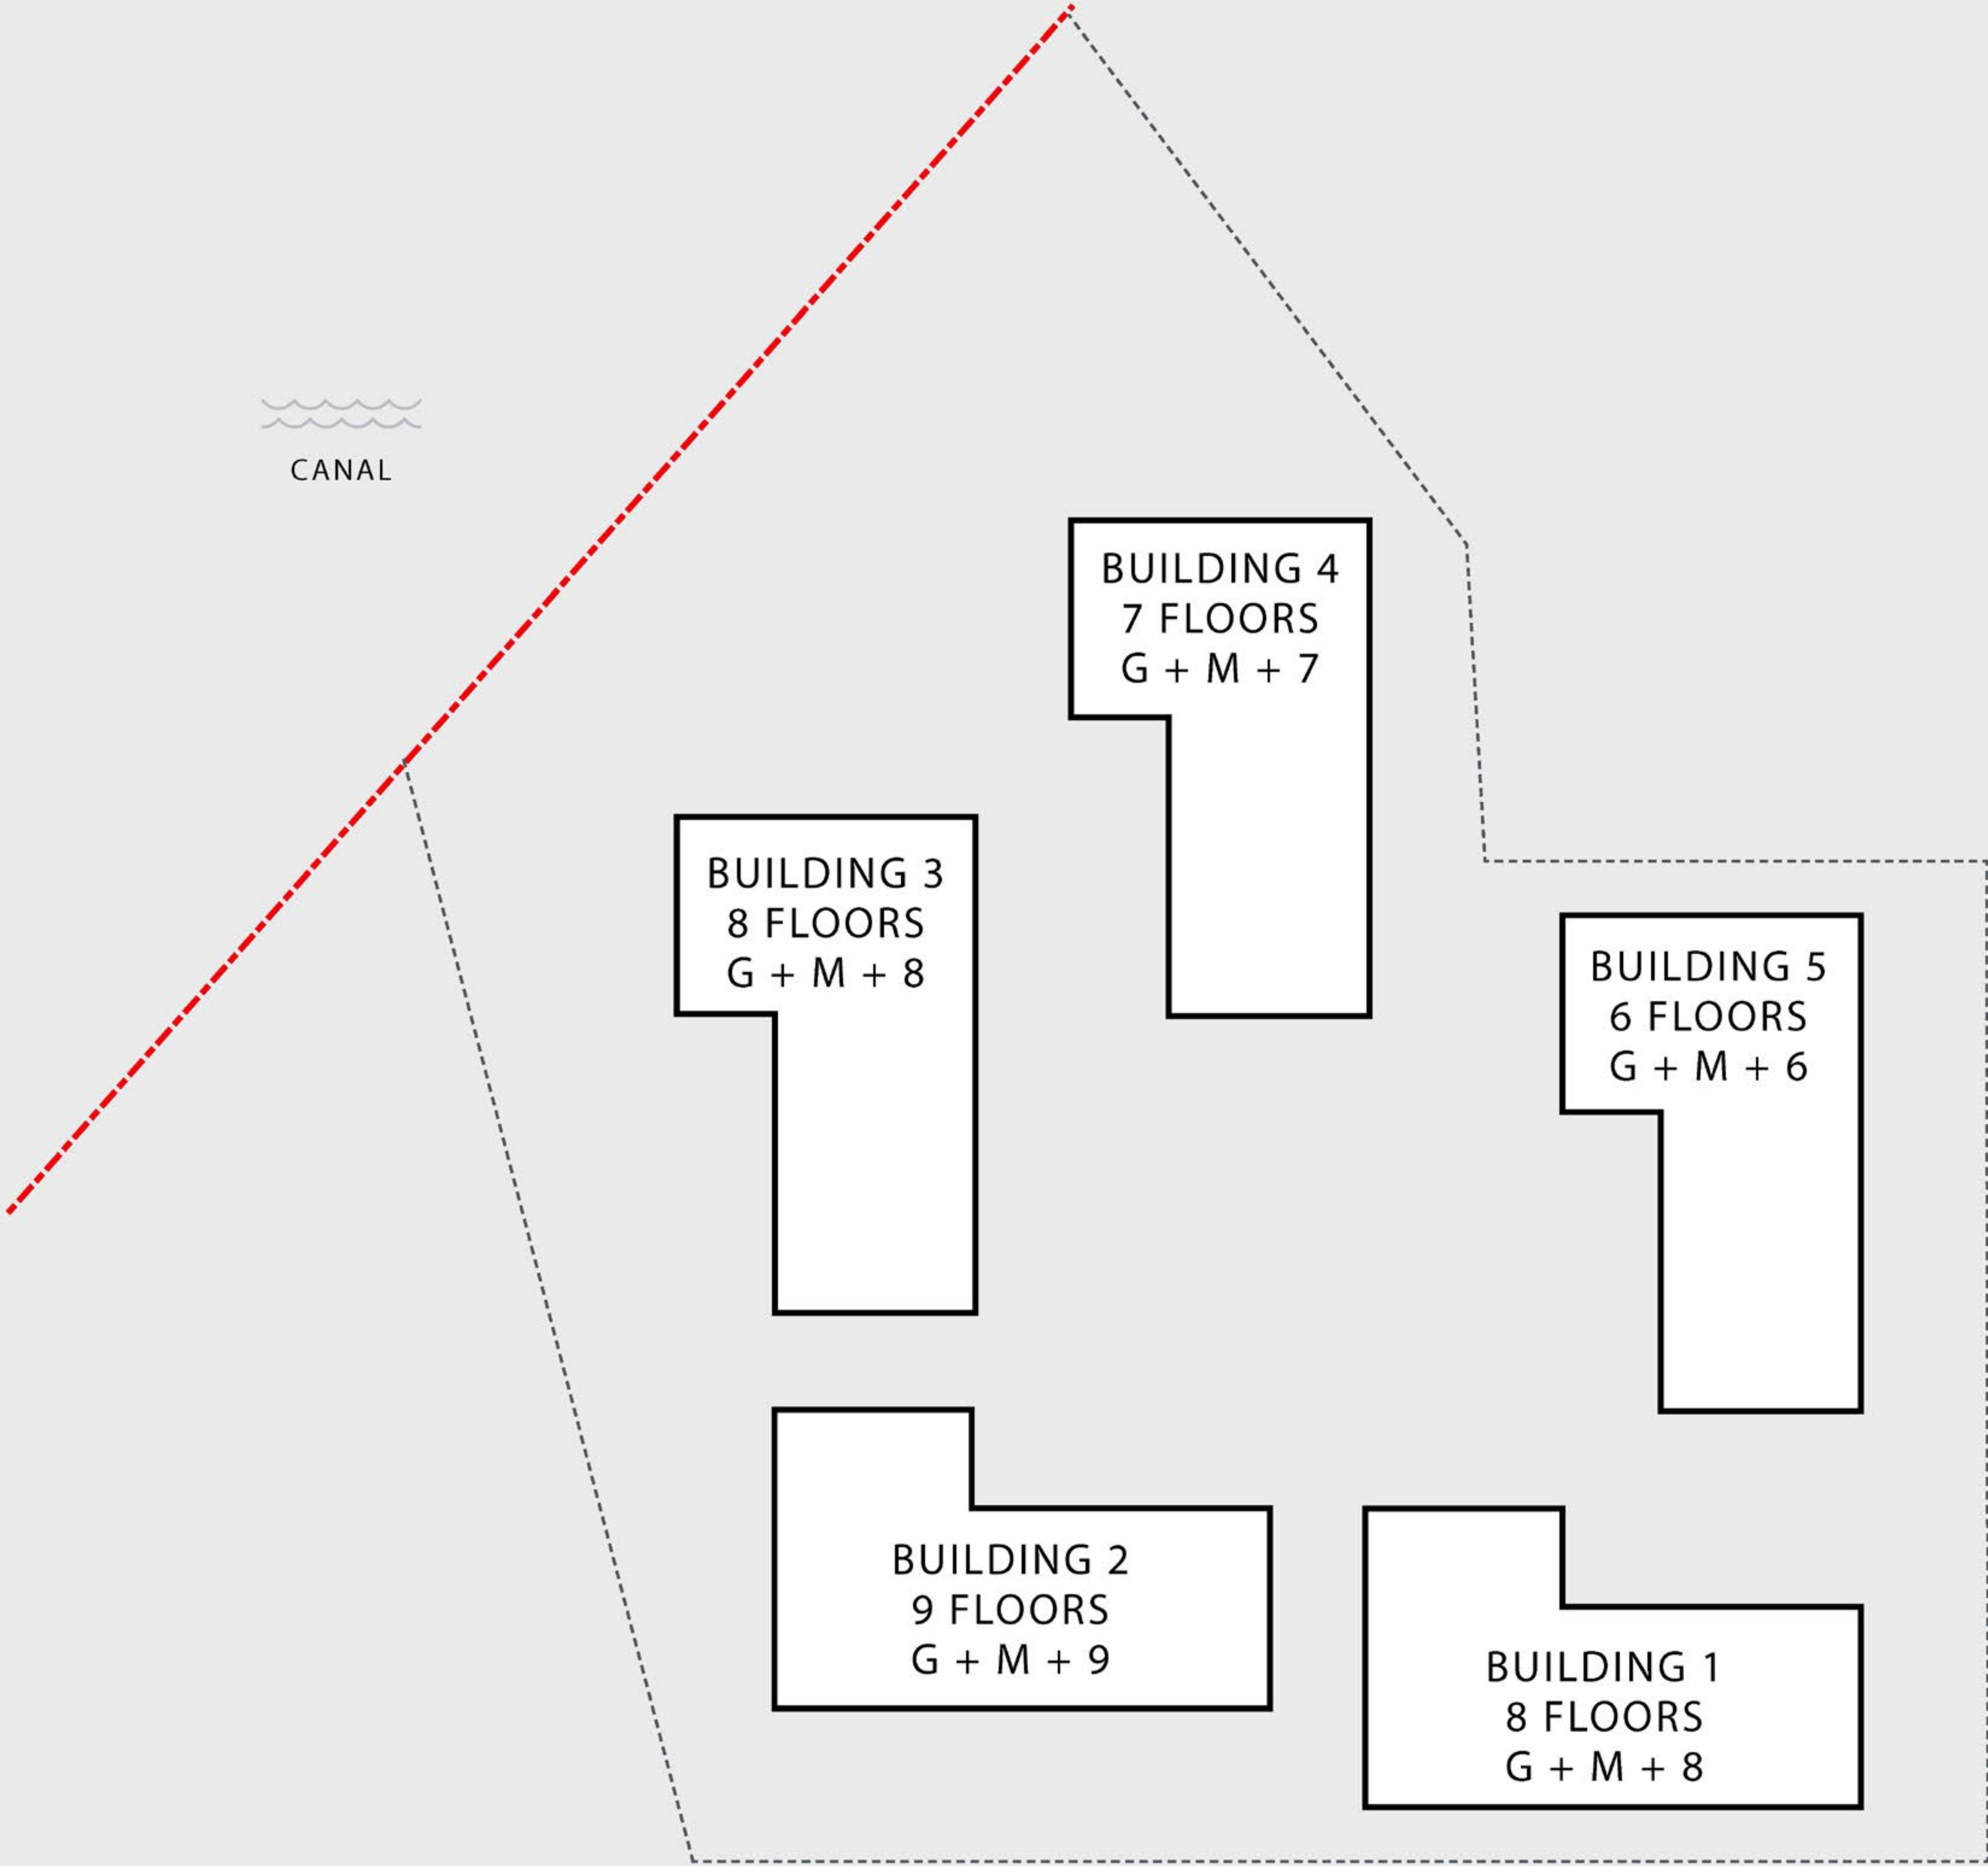 CANAL
BUILDING 4
7 FLOORS
G + M + 7
BUILDING 3
8 FLOORS
G + M + 8
BUILDING 5
6 FLOORS
G + M + 6
BUILDING 2
9 FLOORS
G + M + 9
BUILDING 1
8 FLOORS
G + M + 8